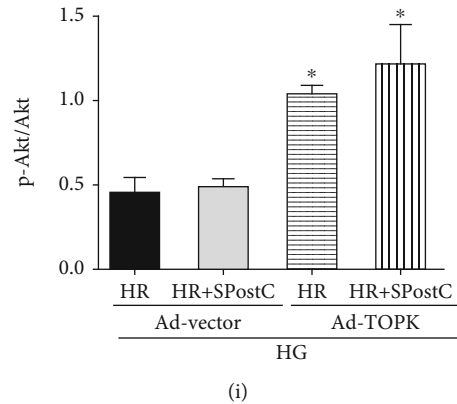 p-Akt/Akt
1.5
1.0
0.5
0.0
*
*
HR HR+SPostC HR HR+SPostC
Ad-vector Ad-TOPK
HG
(i)